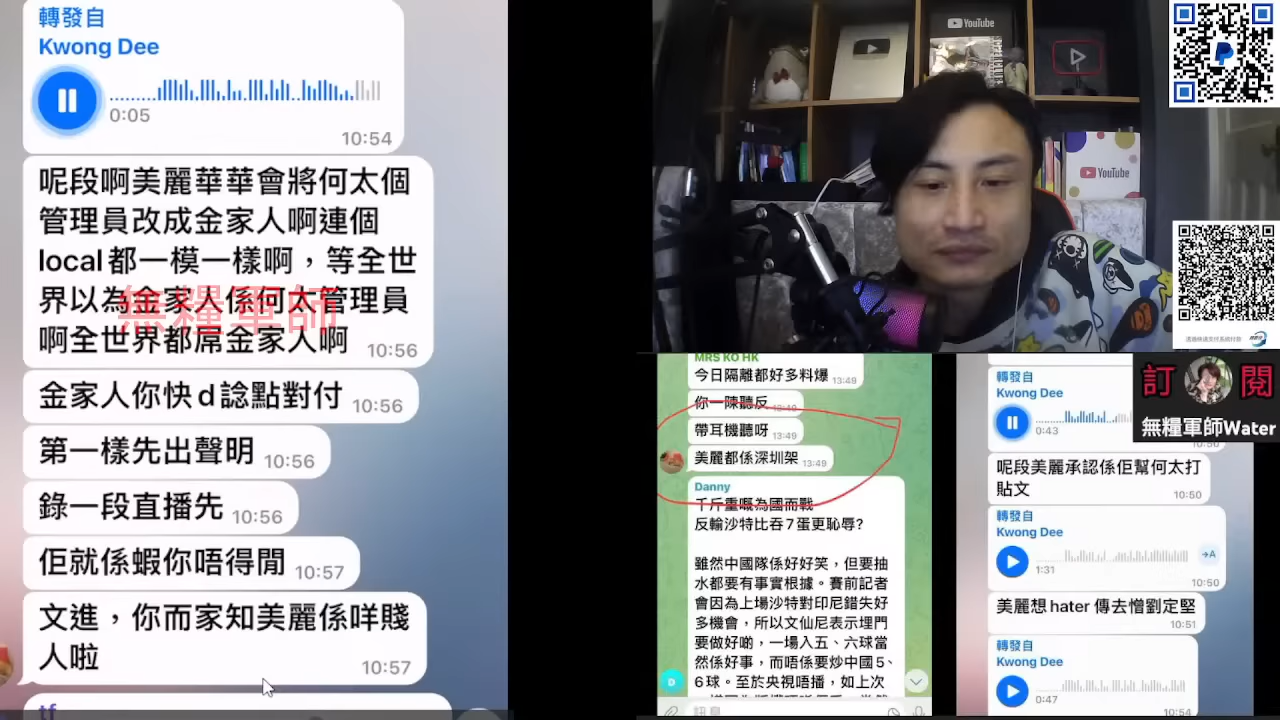 轉發自
Kwong Dee
0:05
10:54
呢段啊美麗華華會將何太個
管理員改成金家人啊連個
local都一模一樣啊，等全世
界以為金家人係何太管理員
啊全世界都席金家人啊
10:56
無糧軍師
金家人你快d諗點對付
10:56
第一樣先出聲明
10:56
錄一段直播先
10:56
佢就係蝦你唔得閒
10:57
文進，你而家知美麗係咩賤
人啦
10:57
tf
YouTube
YouTube
MRS KO HK
今日隔離都好多料爆
13:48
你一陳聽反
帶耳機聽呀
13:49
美麗都係深圳架
13:49
Danny
千斤重嘅為國而戰
反輸沙特比吞7蛋更恥辱?
雖然中國隊係好好笑，但要抽
水都要有事實根據。賽前記者
會因為上場沙特對印尼錯失好
多機會，所以文仙尼表示埋門
要做好啲，一場入五、六球當
然係好事，而唔係要炒中國5、
6球。至於央視唔播，如上次
D
轉發自
Kwong Dee
0:43
呢段美麗承認係佢幫何太打
貼文
10:50
轉發自
Kwong Dee
1:31
→A
10:50
美麗想hater 傳去憎劉定堅
10:51
轉發自
Kwong Dee
0:47
10:54
訂
閱
無糧軍師Water